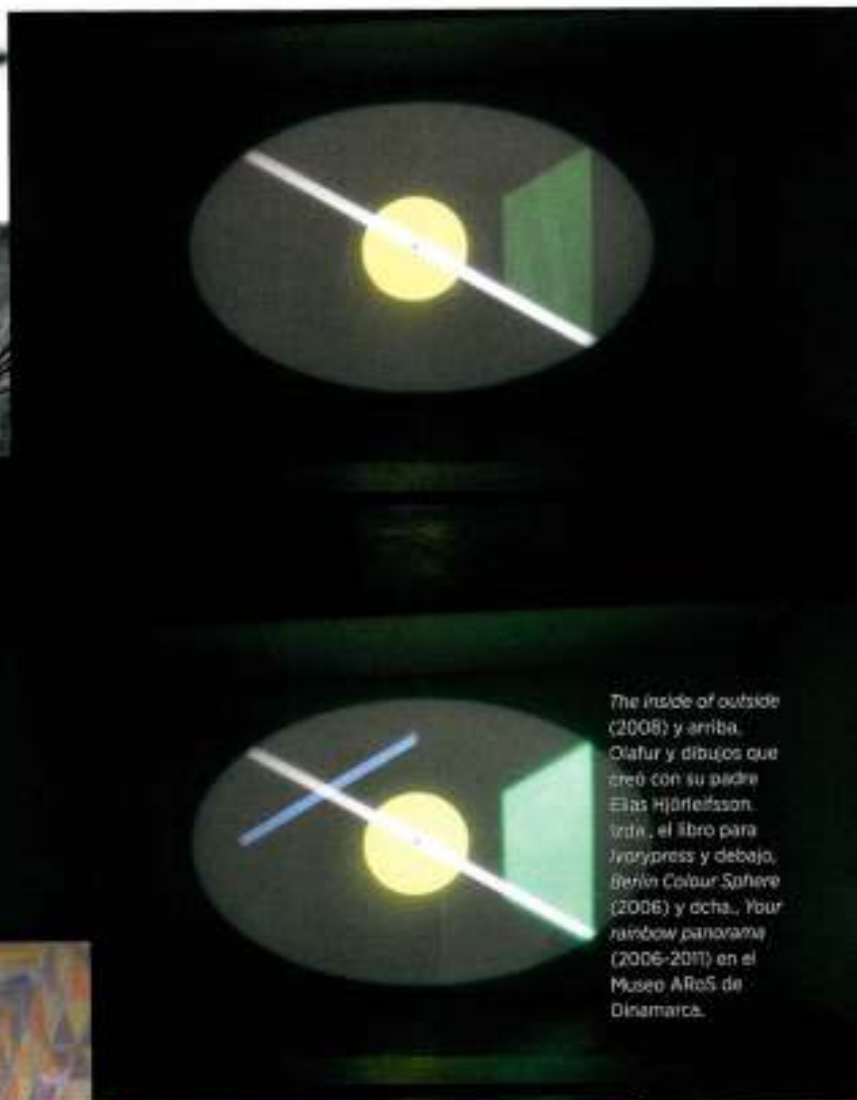 The inside of outside
(2008) y arriba,
Olafur y dibujos que
creó con su padre
Elías Hjörleifsson.
Izda., el libro para
Ivorypress y debajo,
Berlin Colour Sphere
(2006) y dcha., Your
rainbow panorama
(2006-2011) en el
Museo ARoS de
Dinamarca.